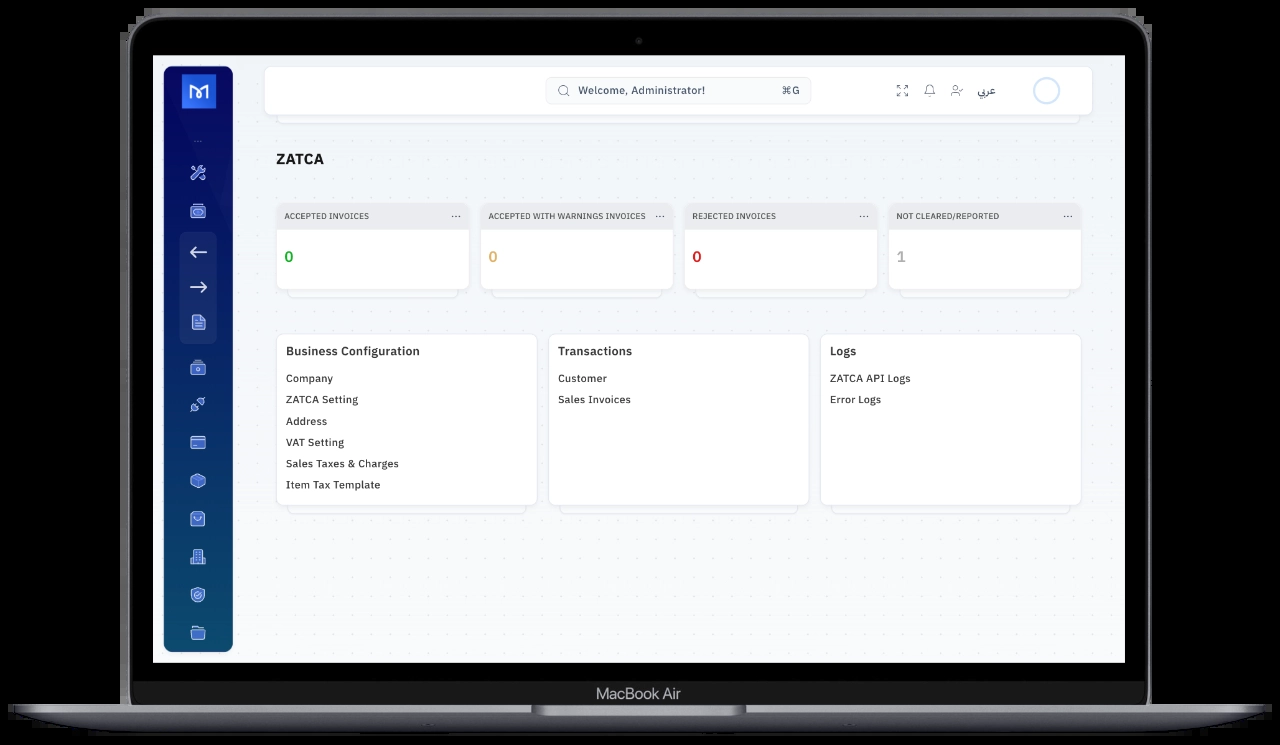 Welcome, Administrator! ⌘G عربي
ZATCA
ACCEPTED INVOICES ...
0
ACCEPTED WITH WARNINGS INVOICES ...
0
REJECTED INVOICES ...
0
NOT CLEARED/REPORTED ...
1
Business Configuration
Company
ZATCA Setting
Address
VAT Setting
Sales Taxes & Charges
Item Tax Template
Transactions
Customer
Sales Invoices
Logs
ZATCA API Logs
Error Logs
MacBook Air